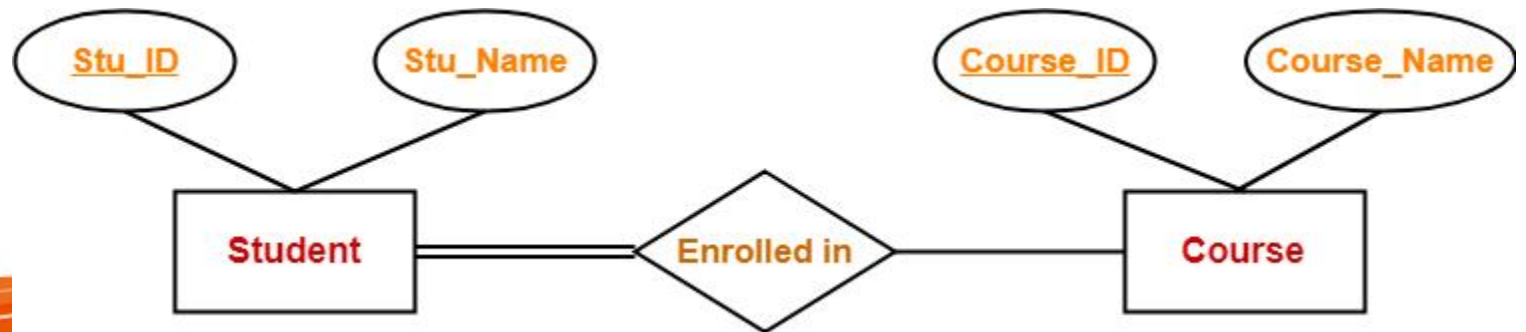 Stu_ID
Stu_Name
Course_ID
Course_Name
Student
Enrolled in
Course